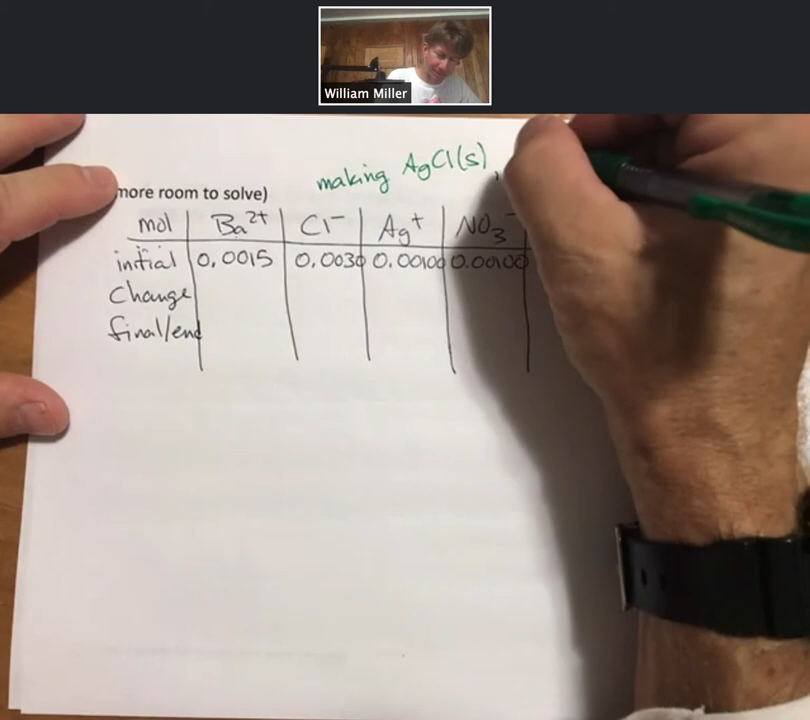 William Miller
making AgCl(s),
more room to solve)
mol Ba²⁺ Cl⁻ Ag⁺ NO₃⁻
initial 0.0015 0.0030 0.00100 0.00100
Change
final/end